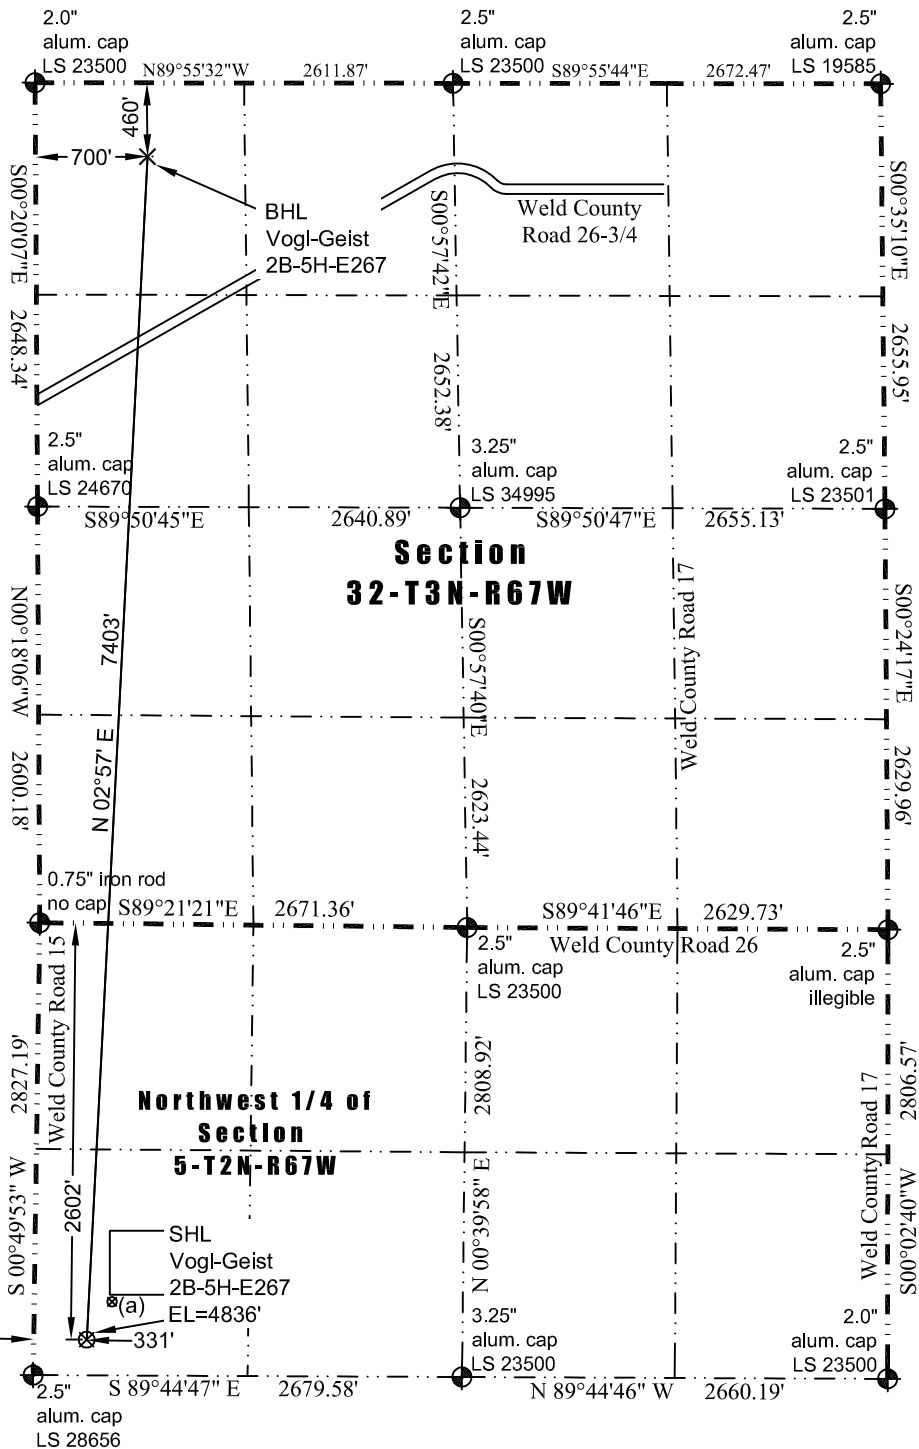 2.0"
alum. cap
LS 23500
2.5"
alum. cap
LS 23500
2.5"
alum. cap
LS 19585
N89°55'32"W
2611.87'
S89°55'44"E
2672.47'
460'
700'
S00°20'07"E
2648.34'
BHL
Vogl-Geist
2B-5H-E267
S00°57'42"E
2652.38'
Weld County
Road 26-3/4
S00°35'10"E
2655.95'
2.5"
alum. cap
LS 24670
3.25"
alum. cap
LS 34995
2.5"
alum. cap
LS 23501
S89°50'45"E
2640.89'
S89°50'47"E
2655.13'
Section
32-T3N-R67W
N00°18'06"W
2600.18'
7403'
N 02°57' E
S00°57'40"E
2623.44'
Weld County Road 17
S00°24'17"E
2629.96'
0.75" iron rod
no cap
S89°21'21"E
2671.36'
S89°41'46"E
2629.73'
Weld County Road 26
2.5"
alum. cap
LS 23500
2.5"
alum. cap
illegible
Weld County Road 15
2827.19'
S 00°49'53" W
2602'
Northwest 1/4 of
Section
5-T2N-R67W
2808.92'
N 00°39'58" E
Weld County Road 17
2806.57'
S00°02'40"W
SHL
Vogl-Geist
2B-5H-E267
EL=4836'
(a)
331'
3.25"
alum. cap
LS 23500
2.0"
alum. cap
LS 23500
S 89°44'47" E
2679.58'
N 89°44'46" W
2660.19'
2.5"
alum. cap
LS 28656